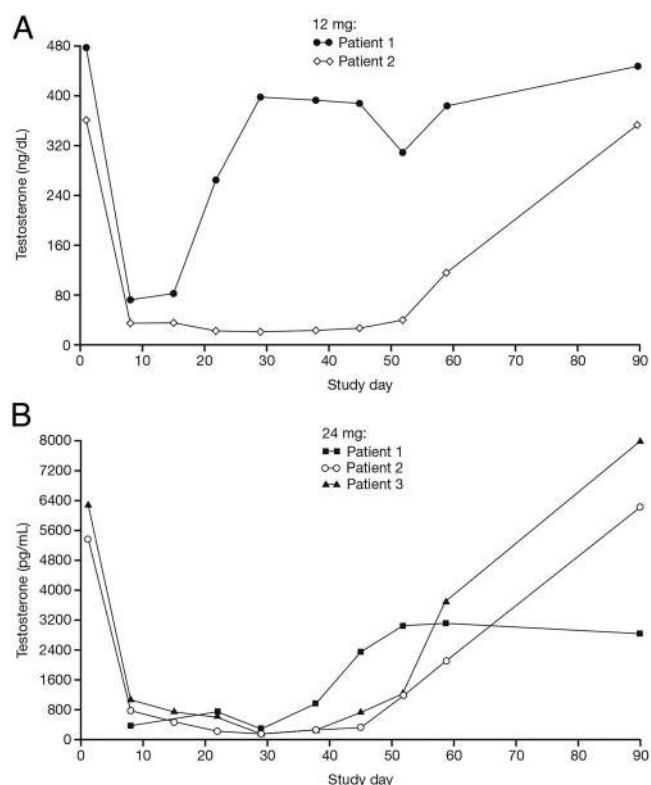 A
12 mg:
Patient 1
Patient 2
480
400
320
240
160
80
0
Testosterone (ng/dL)
0 10 20 30 40 50 60 70 80 90
Study day
B
24 mg:
Patient 1
Patient 2
Patient 3
8000
7200
6400
5600
4800
4000
3200
2400
1600
800
0
Testosterone (pg/mL)
0 10 20 30 40 50 60 70 80 90
Study day